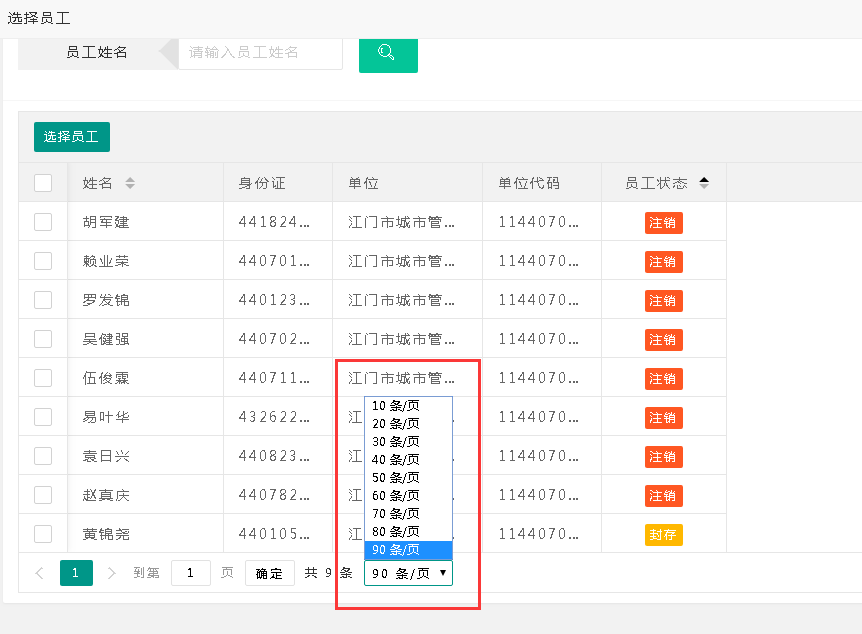 选择员工
员工姓名 请输入员工姓名
选择员工
姓名 身份证 单位 单位代码 员工状态
胡军建 441824... 江门市城市管... 1144070... 注销
赖业荣 440701... 江门市城市管... 1144070... 注销
罗发锦 440123... 江门市城市管... 1144070... 注销
吴健强 440702... 江门市城市管... 1144070... 注销
伍俊霖 440711... 江门市城市管... 1144070... 注销
易叶华 432622... 江 1144070... 注销
袁日兴 440823... 江 1144070... 注销
赵真庆 440782... 江 1144070... 注销
黄锦尧 440105... 江 1144070... 封存
10 条/页
20 条/页
30 条/页
40 条/页
50 条/页
60 条/页
70 条/页
80 条/页
90 条/页
1 到第 1 页 确定 共 9 条 90 条/页